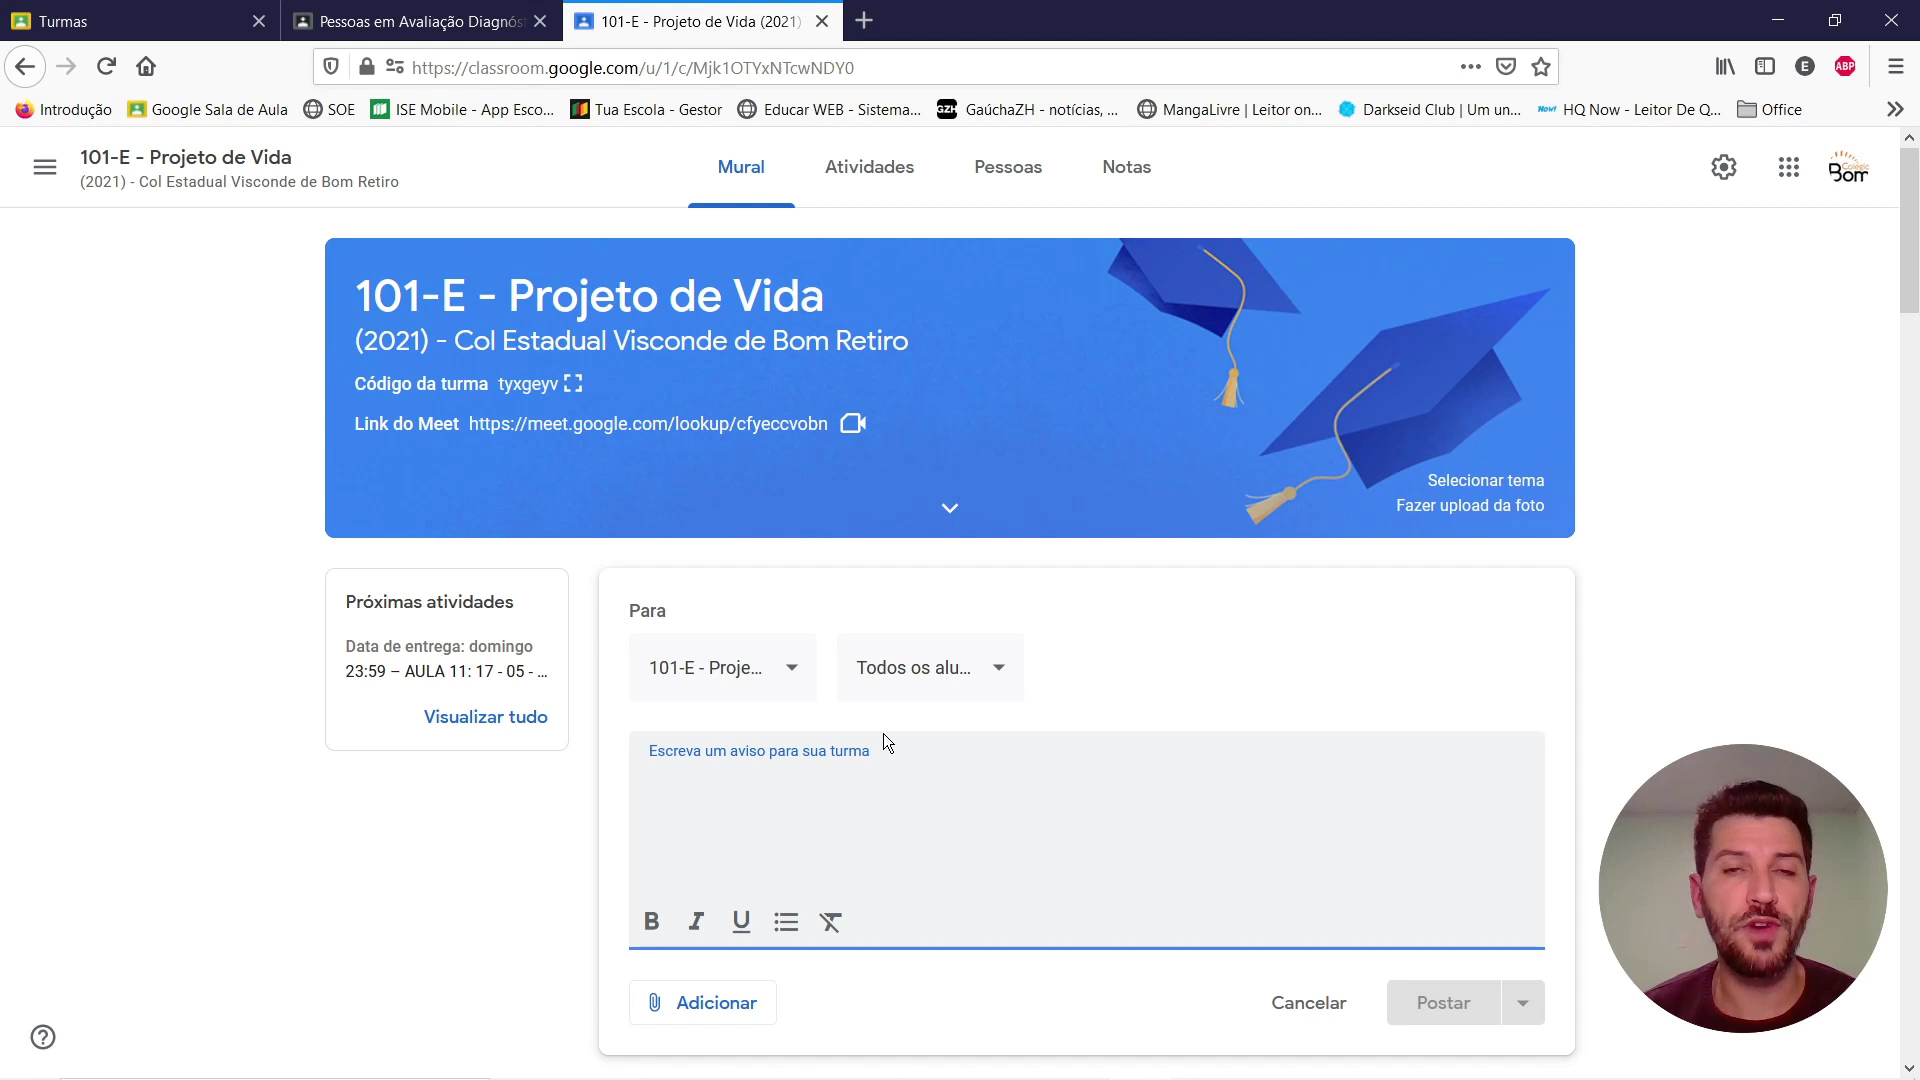 Turmas
Pessoas em Avaliação Diagnós
101-E - Projeto de Vida (2021)
https://classroom.google.com/u/1/c/Mjk1OTYxNTcwNDY0
E
ABP
Introdução
Google Sala de Aula
SOE
ISE Mobile - App Esco...
Tua Escola - Gestor
Educar WEB - Sistema...
GZH
GaúchaZH - notícias, ...
MangaLivre | Leitor on...
Darkseid Club | Um un...
Now!
HQ Now - Leitor De Q...
Office
101-E - Projeto de Vida
(2021) - Col Estadual Visconde de Bom Retiro
Mural
Atividades
Pessoas
Notas
Colégio
Bom
101-E - Projeto de Vida
(2021) - Col Estadual Visconde de Bom Retiro
Código da turma tyxgeyv
Link do Meet https://meet.google.com/lookup/cfyeccvobn
Selecionar tema
Fazer upload da foto
Próximas atividades
Data de entrega: domingo
23:59 – AULA 11: 17 - 05 - ...
Visualizar tudo
Para
101-E - Proje...
Todos os alu...
Escreva um aviso para sua turma
B I U
Adicionar
Cancelar
Postar